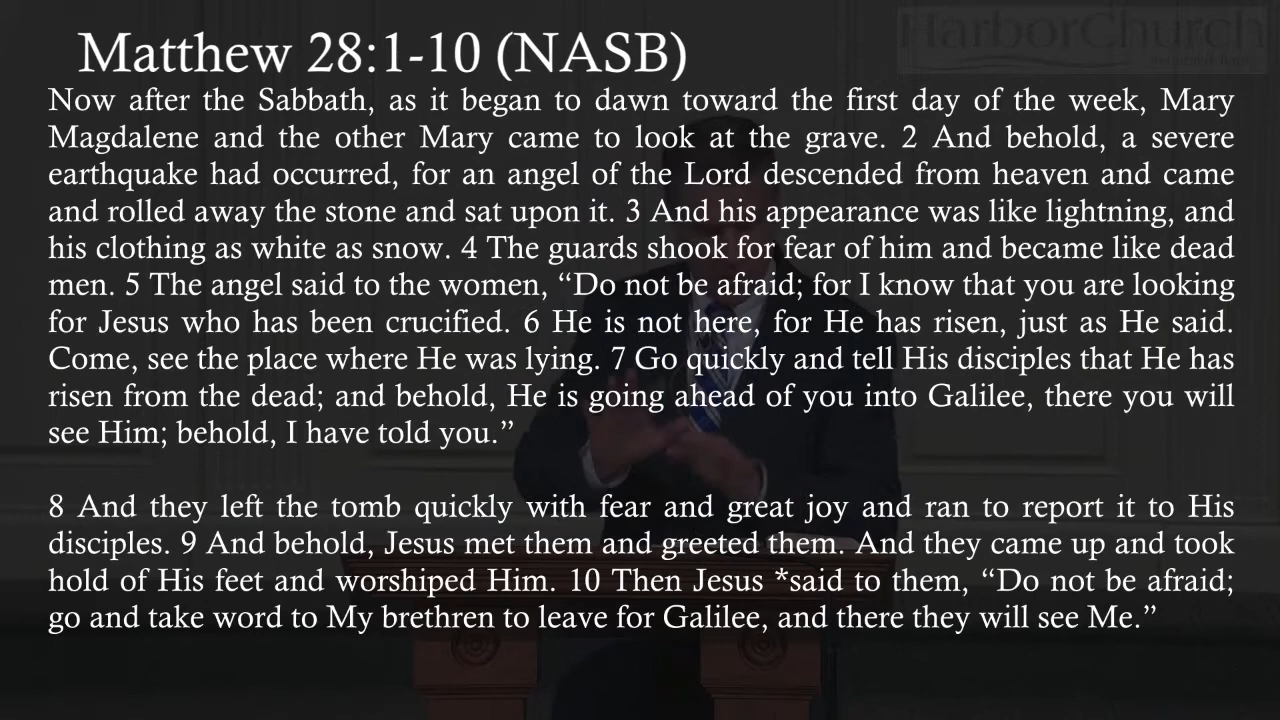 HarborChurch
Matthew 28:1-10 (NASB)
Now after the Sabbath, as it began to dawn toward the first day of the week, Mary
Magdalene and the other Mary came to look at the grave. 2 And behold, a severe
earthquake had occurred, for an angel of the Lord descended from heaven and came
and rolled away the stone and sat upon it. 3 And his appearance was like lightning, and
his clothing as white as snow. 4 The guards shook for fear of him and became like dead
men. 5 The angel said to the women, “Do not be afraid; for I know that you are looking
for Jesus who has been crucified. 6 He is not here, for He has risen, just as He said.
Come, see the place where He was lying. 7 Go quickly and tell His disciples that He has
risen from the dead; and behold, He is going ahead of you into Galilee, there you will
see Him; behold, I have told you.”
8 And they left the tomb quickly with fear and great joy and ran to report it to His
disciples. 9 And behold, Jesus met them and greeted them. And they came up and took
hold of His feet and worshiped Him. 10 Then Jesus *said to them, “Do not be afraid;
go and take word to My brethren to leave for Galilee, and there they will see Me.”